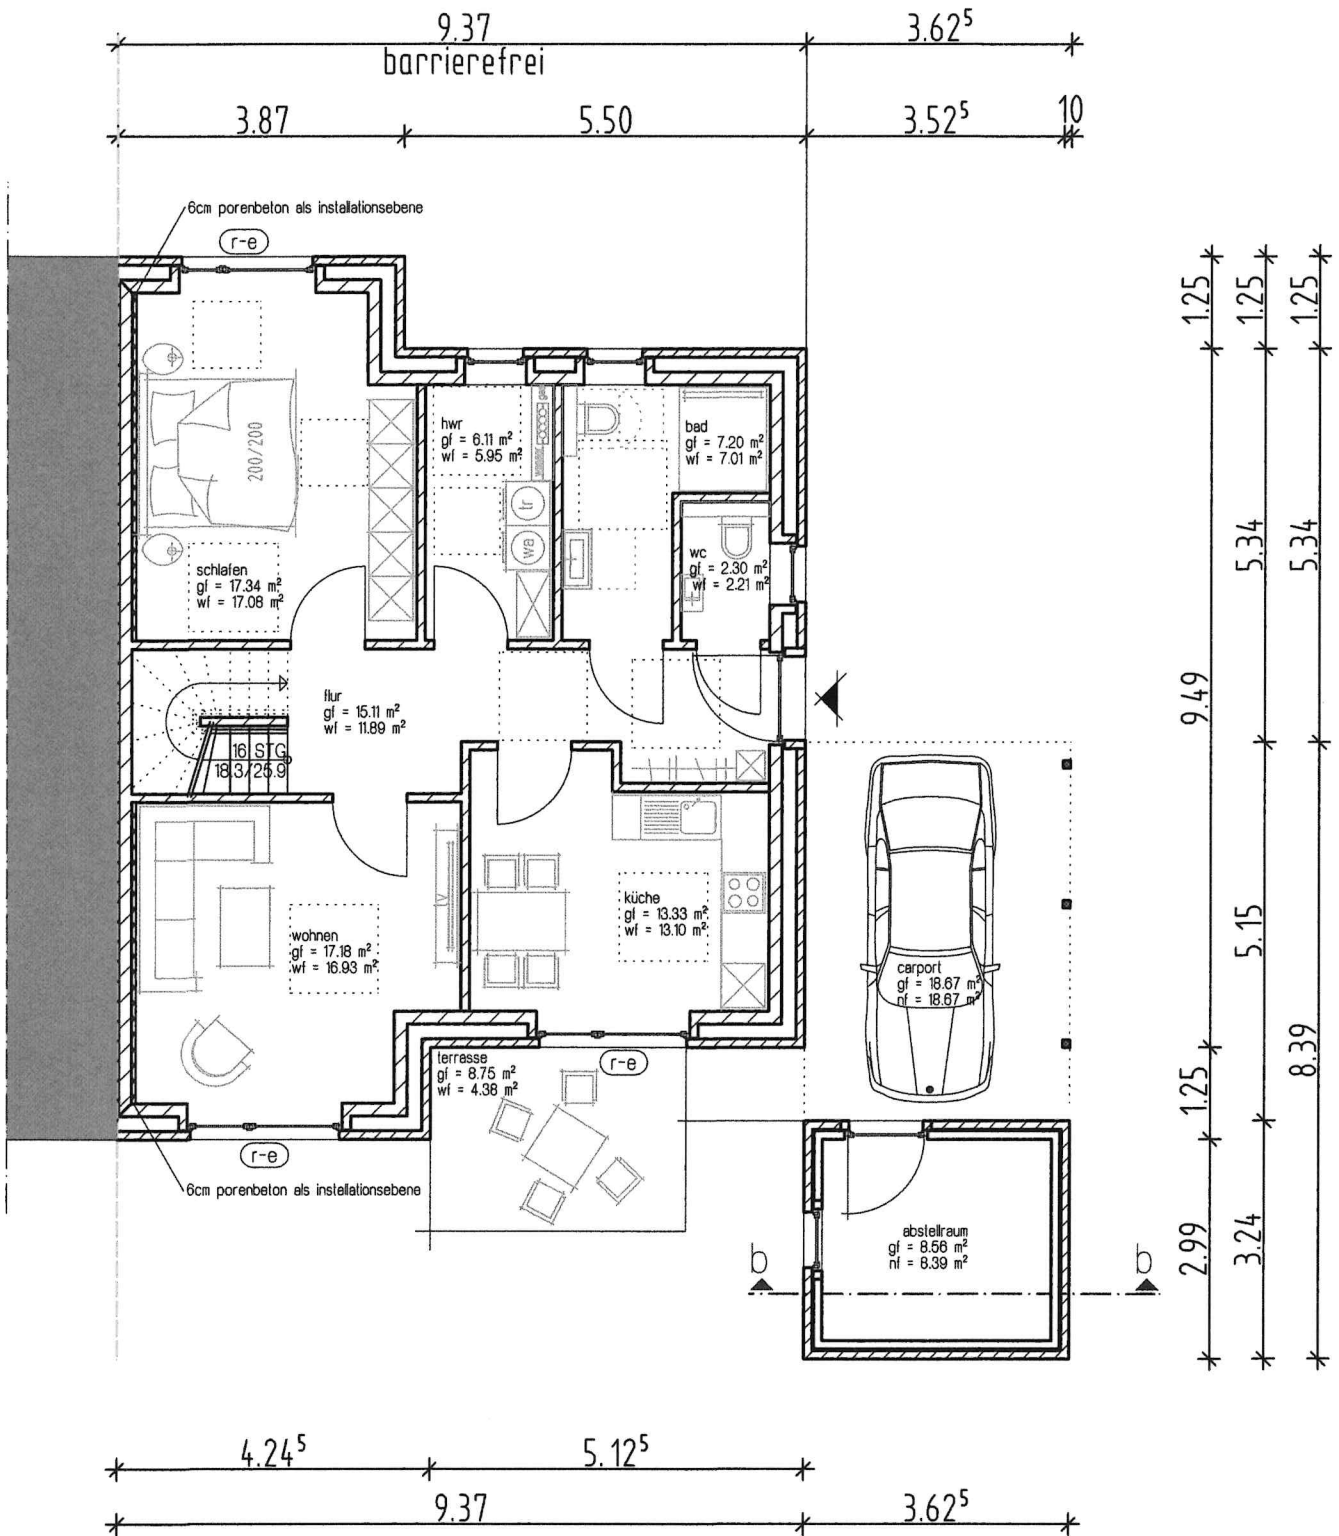 9.37
3.62⁵
barrierefrei
3.87
5.50
3.52⁵
10
6cm porenbeton als installationsebene
r-e
1.25
1.25
1.25
200/200
hwr
gf = 6.11 m²
wf = 5.95 m²
bad
gf = 7.20 m²
wf = 7.01 m²
tr
wa
wc
gf = 2.30 m²
wf = 2.21 m²
5.34
5.34
schlafen
gf = 17.34 m²
wf = 17.08 m²
flur
gf = 15.11 m²
wf = 11.89 m²
9.49
16 STG
18.3/25.9
TV
küche
gf = 13.33 m²
wf = 13.10 m²
wohnen
gf = 17.18 m²
wf = 16.93 m²
5.15
carport
gf = 18.67 m²
nf = 18.67 m²
8.39
terrasse
gf = 8.75 m²
wf = 4.38 m²
r-e
1.25
r-e
6cm porenbeton als installationsebene
abstellraum
gf = 8.56 m²
nf = 8.39 m²
2.99
3.24
b
b
4.24⁵
5.12⁵
9.37
3.62⁵